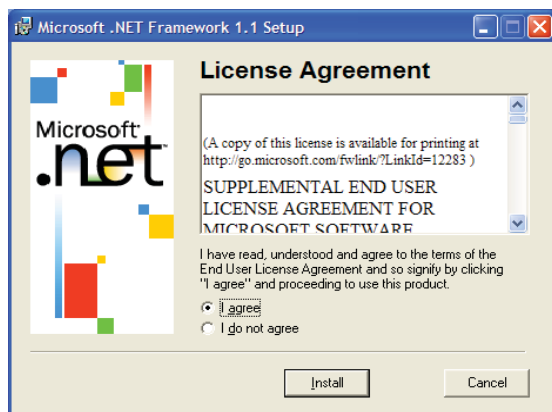 Microsoft .NET Framework 1.1 Setup
License Agreement
Microsoft
.net
(A copy of this license is available for printing at
http://go.microsoft.com/fwlink/?LinkId=12283 )
SUPPLEMENTAL END USER
LICENSE AGREEMENT FOR
MICROSOFT SOFTWARE
I have read, understood and agree to the terms of the
End User License Agreement and so signify by clicking
"I agree" and proceeding to use this product.
I agree
I do not agree
Install
Cancel